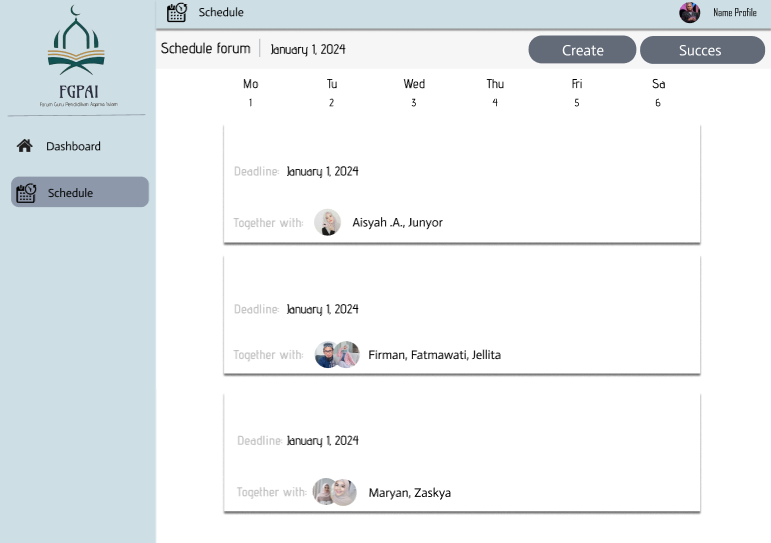 Schedule
Name Profile
Schedule forum
January 1, 2024
Create
Succes
FGPAI
Forum Guru Pendidikan Agama Islam
Dashboard
Schedule
Mo Tu Wed Thu Fri Sa
1 2 3 4 5 6
Deadline: January 1, 2024
Together with: Aisyah .A., Junyor
Deadline: January 1, 2024
Together with: Firman, Fatmawati, Jellita
Deadline: January 1, 2024
Together with: Maryan, Zaskya